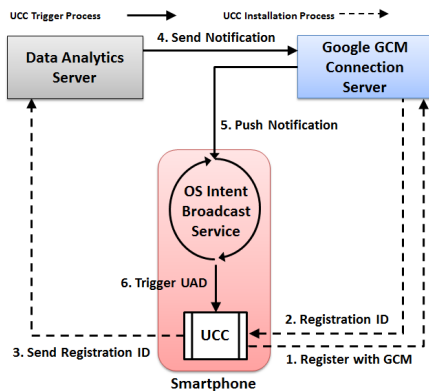 UCC Trigger Process
UCC Installation Process
4. Send Notification
Data Analytics
Server
Google GCM
Connection
Server
5. Push Notification
OS Intent
Broadcast
Service
6. Trigger UAD
UCC
2. Registration ID
3. Send Registration ID
1. Register with GCM
Smartphone